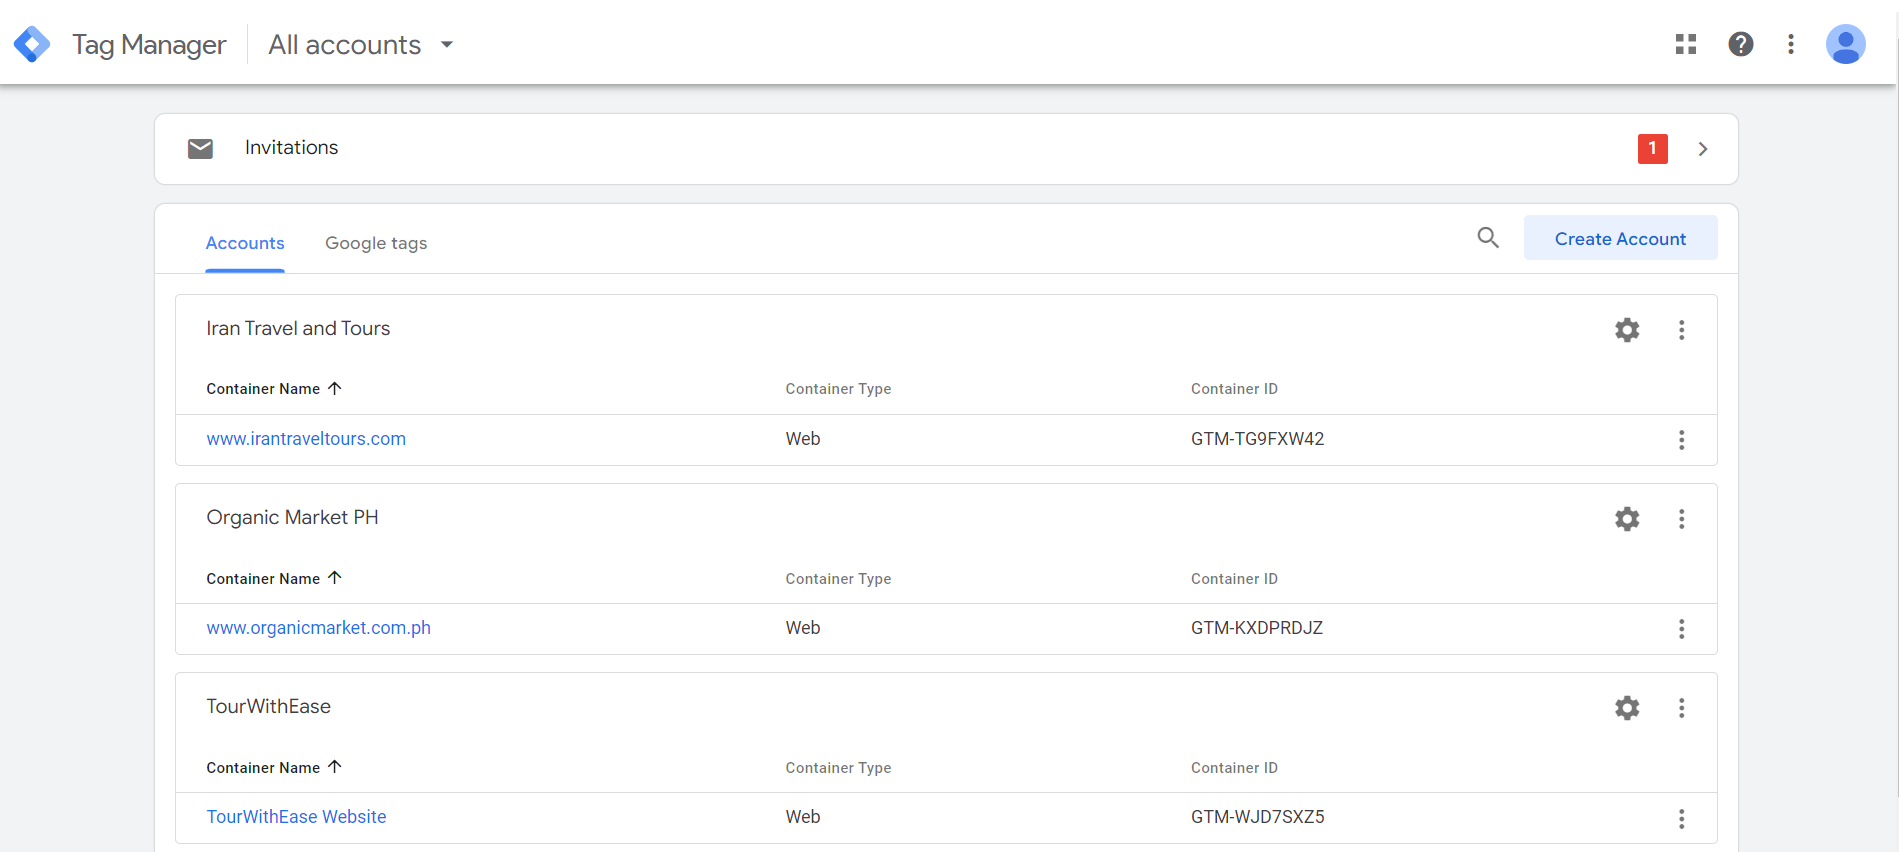 Tag Manager All accounts
Invitations 1
Accounts Google tags Create Account
Iran Travel and Tours
Container Name Container Type Container ID
www.irantraveltours.com Web GTM-TG9FXW42
Organic Market PH
Container Name Container Type Container ID
www.organicmarket.com.ph Web GTM-KXDPRDJZ
TourWithEase
Container Name Container Type Container ID
TourWithEase Website Web GTM-WJD7SXZ5